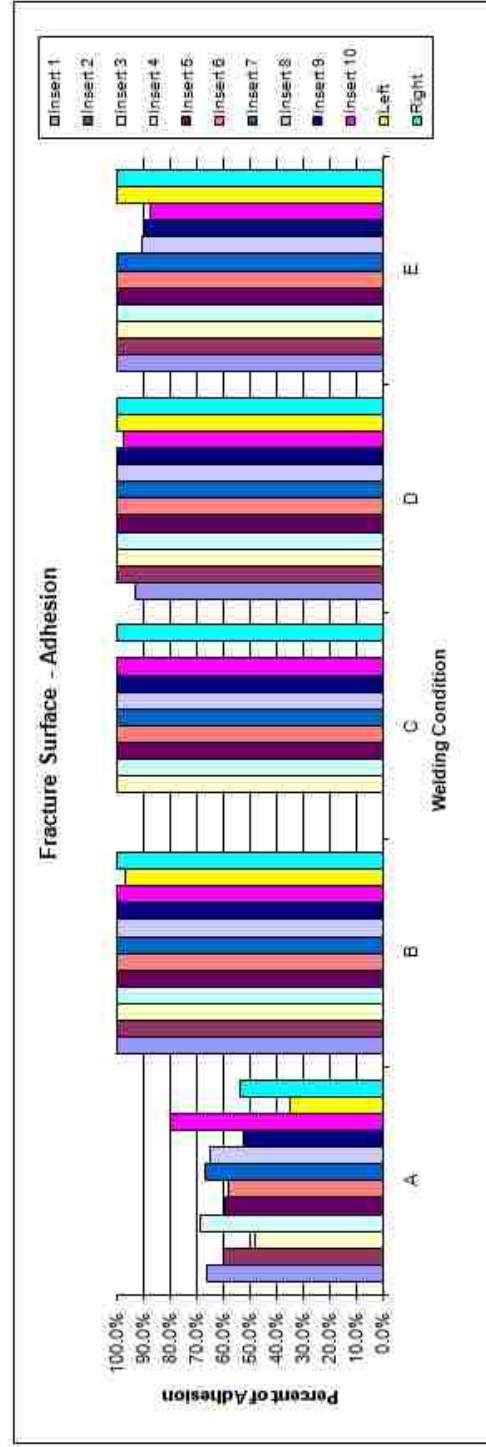 Fracture Surface - Adhesion
Percent of Adhesion
100.0%
90.0%
80.0%
70.0%
60.0%
50.0%
40.0%
30.0%
20.0%
10.0%
0.0%
A
B
C
D
E
Welding Condition
Insert 1
Insert 2
Insert 3
Insert 4
Insert 5
Insert 6
Insert 7
Insert 8
Insert 9
Insert 10
Left
Right